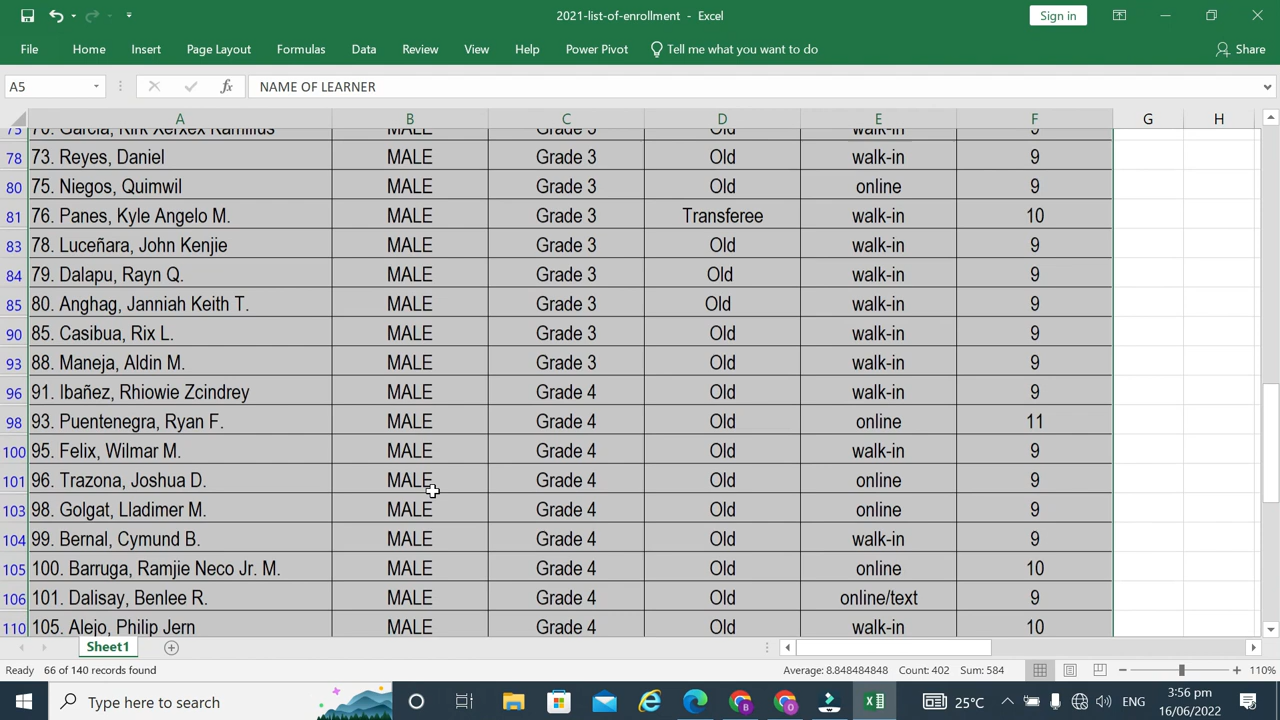 2021-list-of-enrollment - Excel
Sign in
File Home Insert Page Layout Formulas Data Review View Help Power Pivot Tell me what you want to do Share
A5 fx NAME OF LEARNER
A B C D E F G H
75 70. Garcia, Kirk Xerxex Ramilius MALE Grade 3 Old walk-in 9
78 73. Reyes, Daniel MALE Grade 3 Old walk-in 9
80 75. Niegos, Quimwil MALE Grade 3 Old online 9
81 76. Panes, Kyle Angelo M. MALE Grade 3 Transferee walk-in 10
83 78. Luceñara, John Kenjie MALE Grade 3 Old walk-in 9
84 79. Dalapu, Rayn Q. MALE Grade 3 Old walk-in 9
85 80. Anghag, Janniah Keith T. MALE Grade 3 Old walk-in 9
90 85. Casibua, Rix L. MALE Grade 3 Old walk-in 9
93 88. Maneja, Aldin M. MALE Grade 3 Old walk-in 9
96 91. Ibañez, Rhiowie Zcindrey MALE Grade 4 Old walk-in 9
98 93. Puentenegra, Ryan F. MALE Grade 4 Old online 11
100 95. Felix, Wilmar M. MALE Grade 4 Old walk-in 9
101 96. Trazona, Joshua D. MALE Grade 4 Old online 9
103 98. Golgat, Lladimer M. MALE Grade 4 Old online 9
104 99. Bernal, Cymund B. MALE Grade 4 Old walk-in 9
105 100. Barruga, Ramjie Neco Jr. M. MALE Grade 4 Old online 10
106 101. Dalisay, Benlee R. MALE Grade 4 Old online/text 9
110 105. Alejo, Philip Jern MALE Grade 4 Old walk-in 10
Sheet1
Ready 66 of 140 records found Average: 8.848484848 Count: 402 Sum: 584 110%
Type here to search 25°C ENG 3:56 pm
16/06/2022